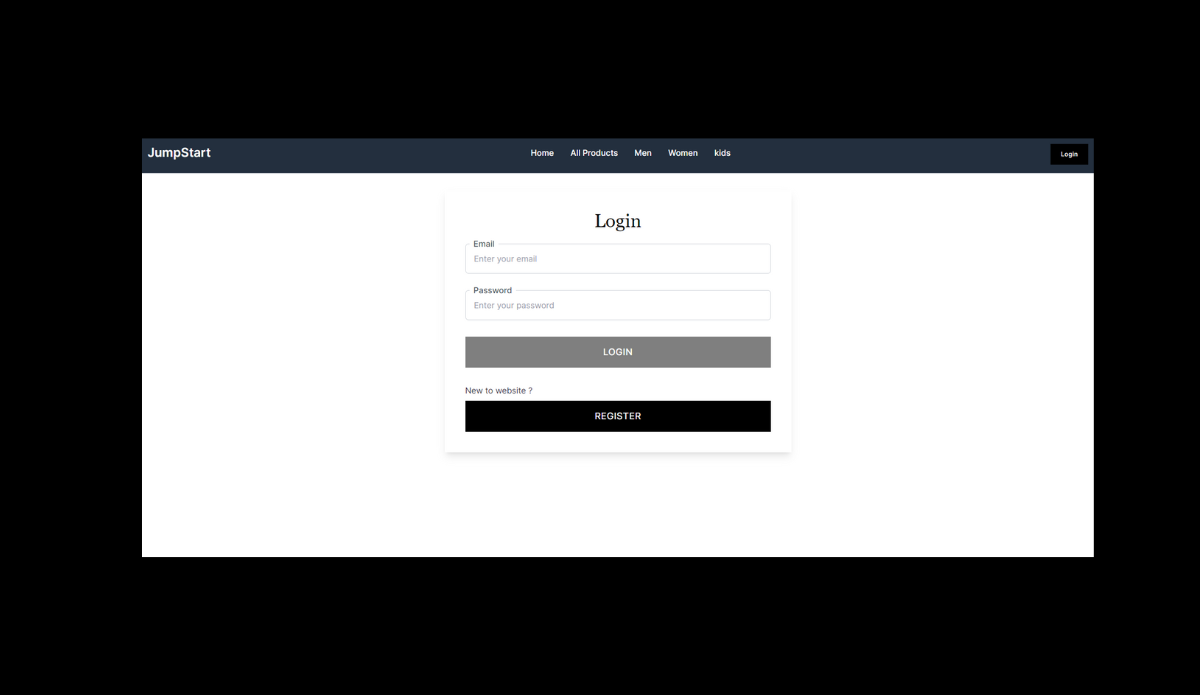 JumpStart Home All Products Men Women kids Login
Login
Email
Enter your email
Password
Enter your password
LOGIN
New to website ?
REGISTER